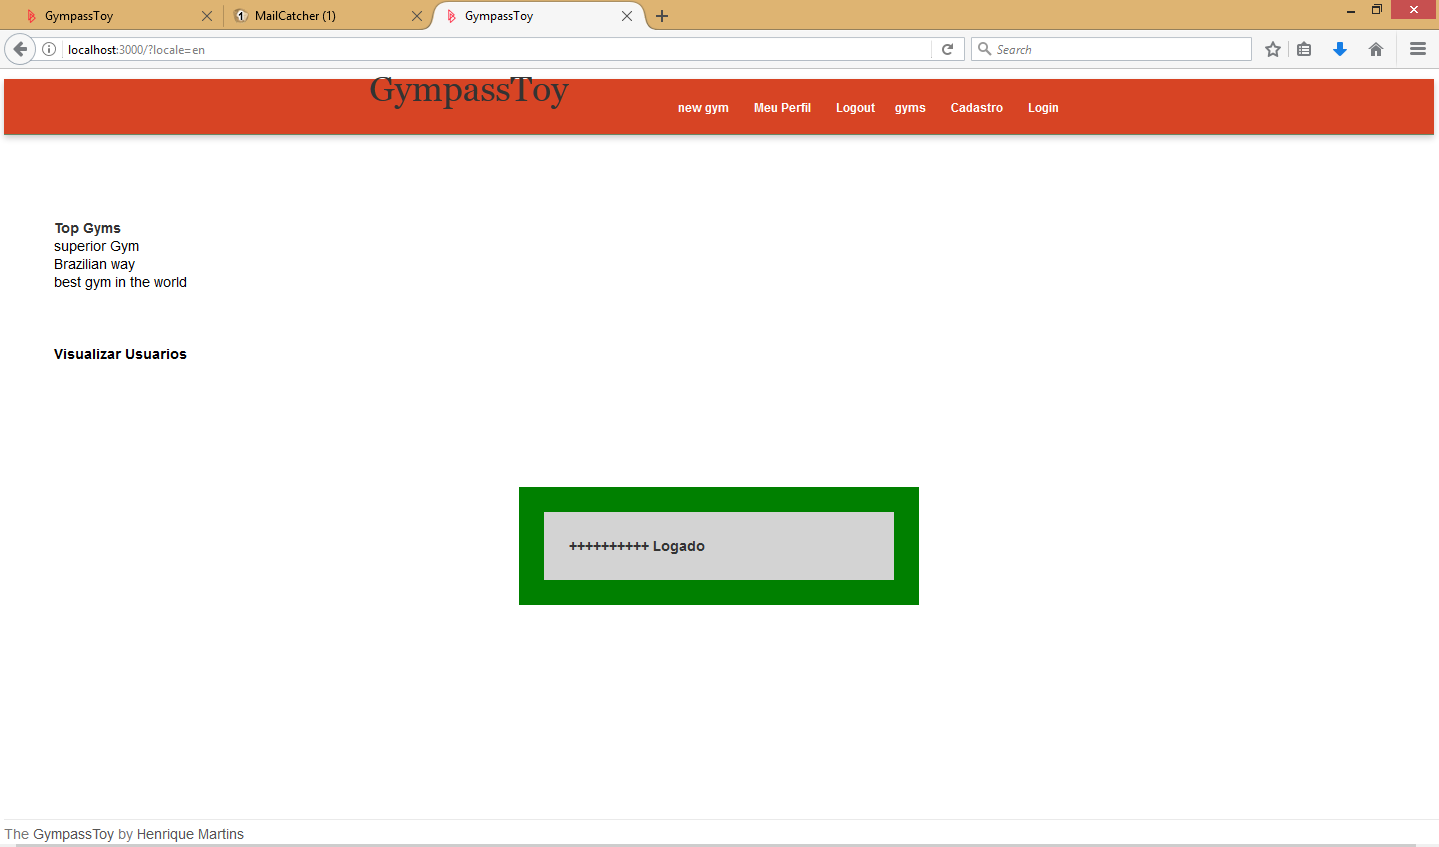 GympassToy MailCatcher (1) GympassToy
localhost:3000/?locale=en Search
GympassToy
new gym Meu Perfil Logout gyms Cadastro Login
Top Gyms
superior Gym
Brazilian way
best gym in the world
Visualizar Usuarios
++++++++++ Logado
The GympassToy by Henrique Martins